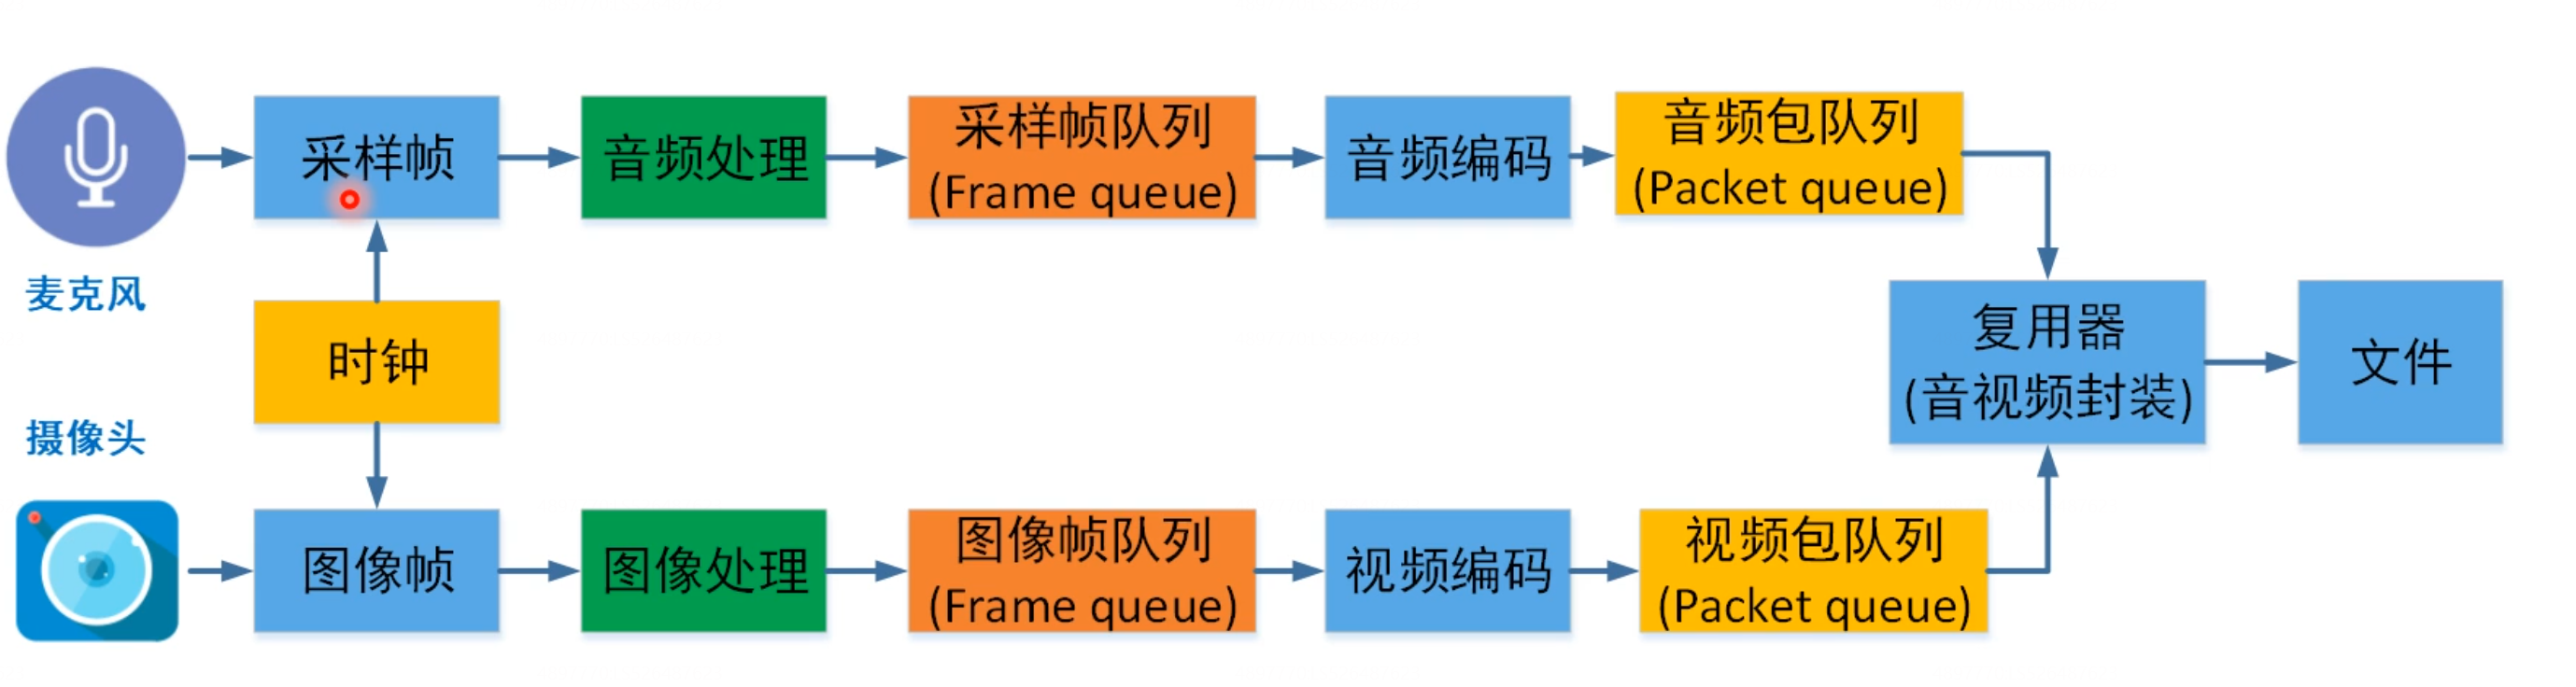 采样帧
音频处理
采样帧队列
(Frame queue)
音频编码
音频包队列
(Packet queue)
麦克风
时钟
复用器
(音视频封装)
文件
摄像头
图像帧
图像处理
图像帧队列
(Frame queue)
视频编码
视频包队列
(Packet queue)